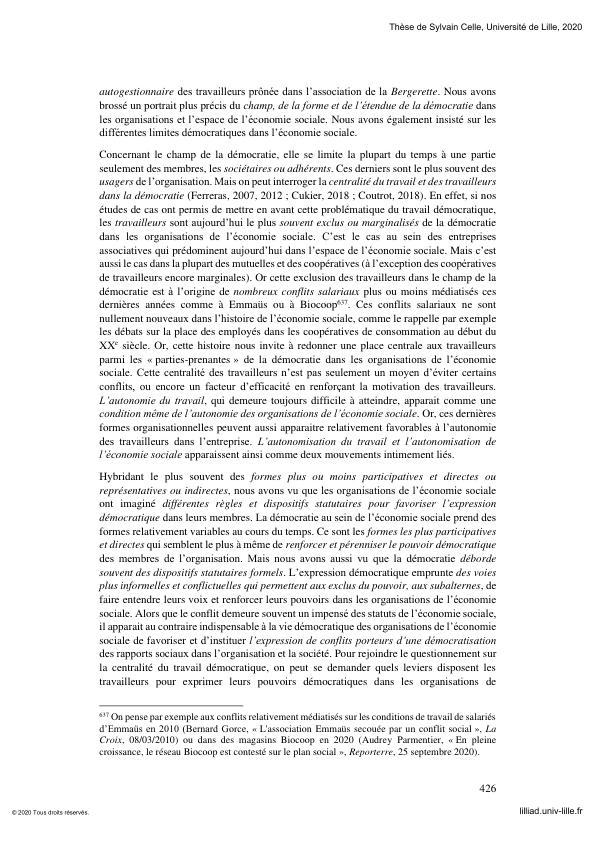 Thèse de Sylvain Celle, Université de Lille, 2020
autogestionnaire des travailleurs prônée dans l'association de la Bergerette. Nous avons
brossé un portrait plus précis du champ, de la forme et de l'étendue de la démocratie dans
les organisations et l'espace de l'économie sociale. Nous avons également insisté sur les
différentes limites démocratiques dans l'économie sociale.
Concernant le champ de la démocratie, elle se limite la plupart du temps à une partie
seulement des membres, les sociétaires ou adhérents. Ces derniers sont le plus souvent des
usagers de l'organisation. Mais on peut interroger la centralité du travail et des travailleurs
dans la démocratie (Ferreras, 2007, 2012 ; Cukier, 2018 ; Coutrot, 2018). En effet, si nos
études de cas ont permis de mettre en avant cette problématique du travail démocratique,
les travailleurs sont aujourd'hui le plus souvent exclus ou marginalisés de la démocratie
dans les organisations de l'économie sociale. C'est le cas au sein des entreprises
associatives qui prédominent aujourd'hui dans l'espace de l'économie sociale. Mais c'est
aussi le cas dans la plupart des mutuelles et des coopératives (à l'exception des coopératives
de travailleurs encore marginales). Or cette exclusion des travailleurs dans le champ de la
démocratie est à l'origine de nombreux conflits salariaux plus ou moins médiatisés ces
dernières années comme à Emmaüs ou à Biocoop637. Ces conflits salariaux ne sont
nullement nouveaux dans l'histoire de l'économie sociale, comme le rappelle par exemple
les débats sur la place des employés dans les coopératives de consommation au début du
XXe siècle. Or, cette histoire nous invite à redonner une place centrale aux travailleurs
parmi les « parties-prenantes » de la démocratie dans les organisations de l'économie
sociale. Cette centralité des travailleurs n'est pas seulement un moyen d'éviter certains
conflits, ou encore un facteur d'efficacité en renforçant la motivation des travailleurs.
L'autonomie du travail, qui demeure toujours difficile à atteindre, apparait comme une
condition même de l'autonomie des organisations de l'économie sociale. Or, ces dernières
formes organisationnelles peuvent aussi apparaitre relativement favorables à l'autonomie
des travailleurs dans l'entreprise. L'autonomisation du travail et l'autonomisation de
l'économie sociale apparaissent ainsi comme deux mouvements intimement liés.
Hybridant le plus souvent des formes plus ou moins participatives et directes ou
représentatives ou indirectes, nous avons vu que les organisations de l'économie sociale
ont imaginé différentes règles et dispositifs statutaires pour favoriser l'expression
démocratique dans leurs membres. La démocratie au sein de l'économie sociale prend des
formes relativement variables au cours du temps. Ce sont les formes les plus participatives
et directes qui semblent le plus à même de renforcer et pérenniser le pouvoir démocratique
des membres de l'organisation. Mais nous avons aussi vu que la démocratie déborde
souvent des dispositifs statutaires formels. L'expression démocratique emprunte des voies
plus informelles et conflictuelles qui permettent aux exclus du pouvoir, aux subalternes, de
faire entendre leurs voix et renforcer leurs pouvoirs dans les organisations de l'économie
sociale. Alors que le conflit demeure souvent un impensé des statuts de l'économie sociale,
il apparait au contraire indispensable à la vie démocratique des organisations de l'économie
sociale de favoriser et d'instituer l'expression de conflits porteurs d'une démocratisation
des rapports sociaux dans l'organisation et la société. Pour rejoindre le questionnement sur
la centralité du travail démocratique, on peut se demander quels leviers disposent les
travailleurs pour exprimer leurs pouvoirs démocratiques dans les organisations de
637 On pense par exemple aux conflits relativement médiatisés sur les conditions de travail de salariés
d'Emmaüs en 2010 (Bernard Gorce, « L'association Emmaüs secouée par un conflit social », La
Croix, 08/03/2010) ou dans des magasins Biocoop en 2020 (Audrey Parmentier, « En pleine
croissance, le réseau Biocoop est contesté sur le plan social », Reporterre, 25 septembre 2020).
426
© 2020 Tous droits réservés.
lilliad.univ-lille.fr